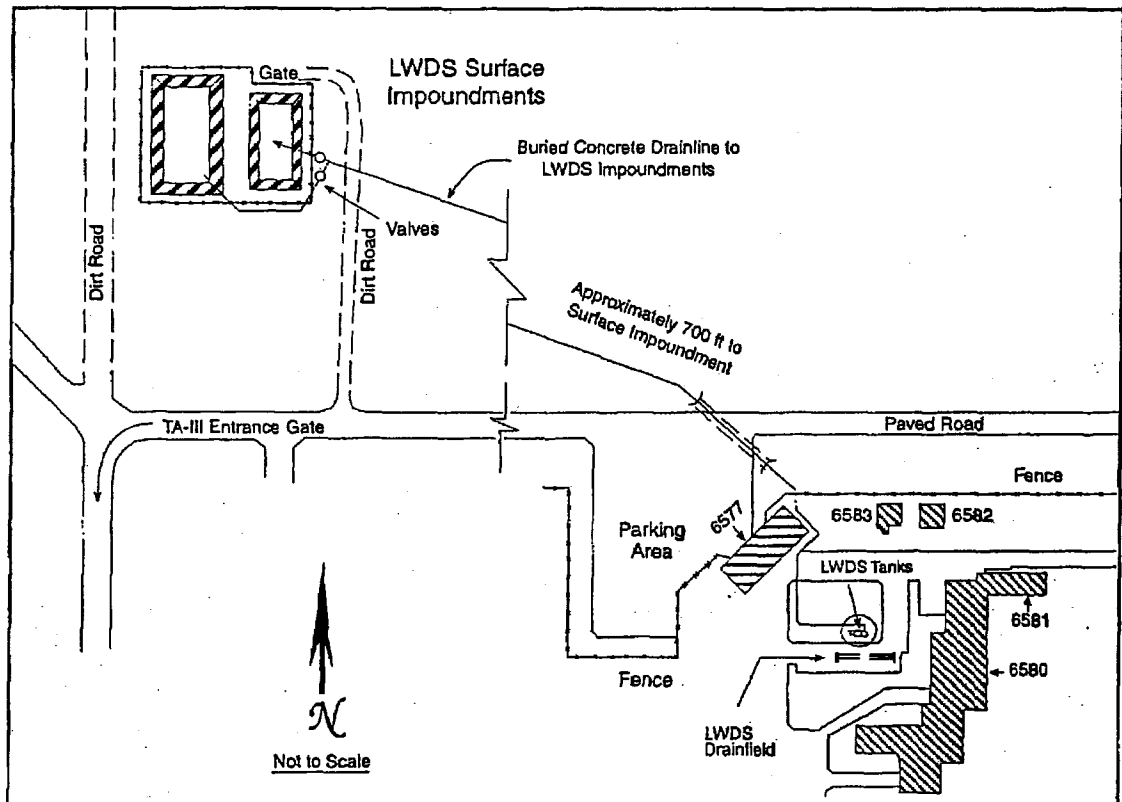 Gate
LWDS Surface
Impoundments
Buried Concrete Drainline to
LWDS Impoundments
Valves
Dirt Road
Dirt Road
Approximately 700 ft to
Surface Impoundment
TA-III Entrance Gate
Paved Road
Fence
6577
6583
6582
Parking
Area
LWDS Tanks
6581
6580
Fence
LWDS
Drainfield
N
Not to Scale